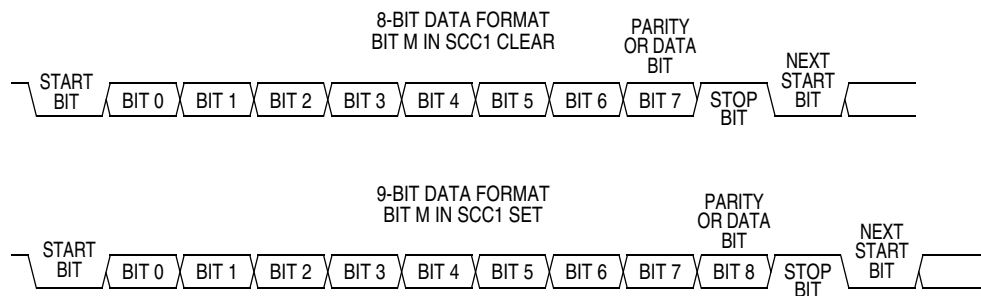 8-BIT DATA FORMAT
BIT M IN SCC1 CLEAR
PARITY
OR DATA
BIT
START
BIT
BIT 0
BIT 1
BIT 2
BIT 3
BIT 4
BIT 5
BIT 6
BIT 7
STOP
BIT
NEXT
START
BIT
9-BIT DATA FORMAT
BIT M IN SCC1 SET
PARITY
OR DATA
BIT
START
BIT
BIT 0
BIT 1
BIT 2
BIT 3
BIT 4
BIT 5
BIT 6
BIT 7
BIT 8
STOP
BIT
NEXT
START
BIT